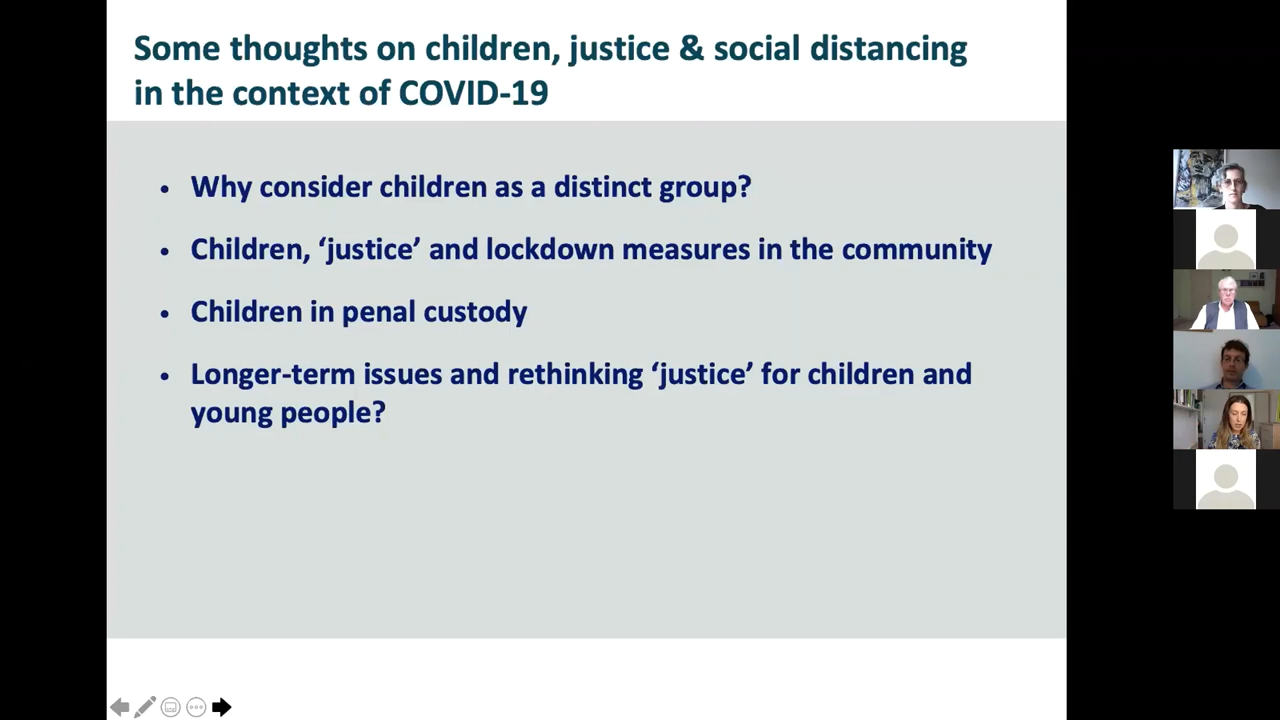 Some thoughts on children, justice & social distancing
in the context of COVID-19
• Why consider children as a distinct group?
• Children, ‘justice’ and lockdown measures in the community
• Children in penal custody
• Longer-term issues and rethinking ‘justice’ for children and
young people?